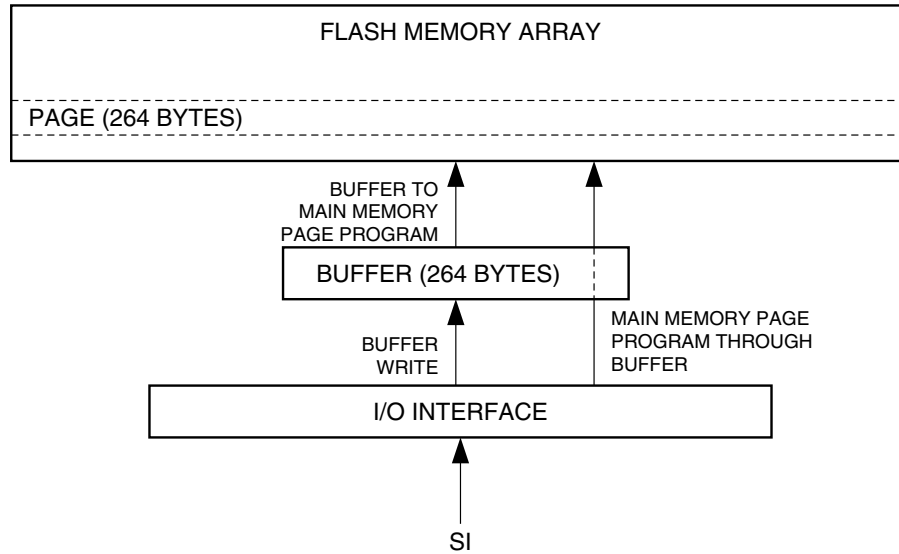 FLASH MEMORY ARRAY
PAGE (264 BYTES)
BUFFER TO
MAIN MEMORY
PAGE PROGRAM
BUFFER (264 BYTES)
BUFFER
WRITE
MAIN MEMORY PAGE
PROGRAM THROUGH
BUFFER
I/O INTERFACE
SI